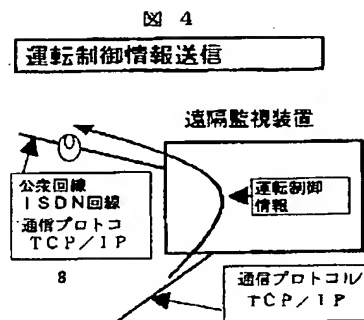 図 4
運転制御情報送信
遠隔監視装置
公衆回線
ISDN回線
通信プロトコ
TCP/IP
運転制御
情報
8
通信プロトコル
TCP/IP